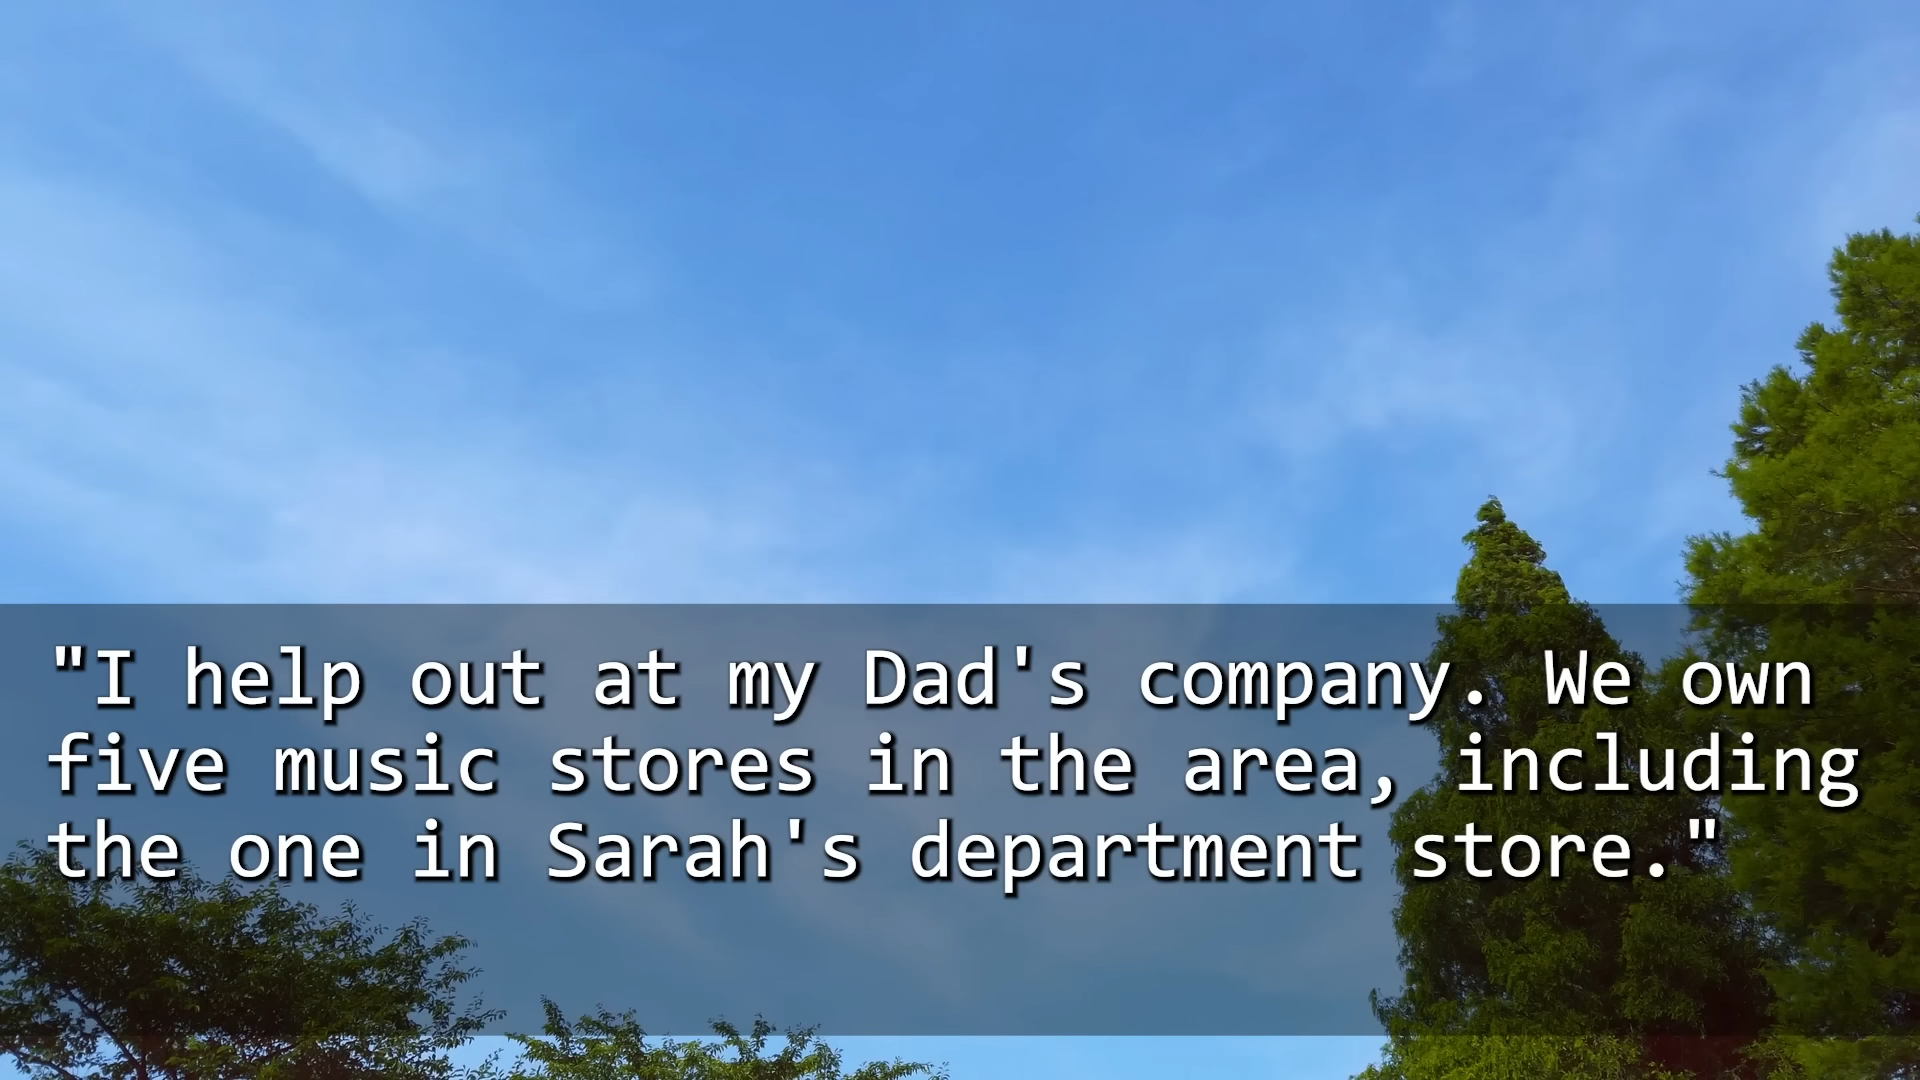 "I help out at my Dad's company. We own
five music stores in the area, including
the one in Sarah's department store."